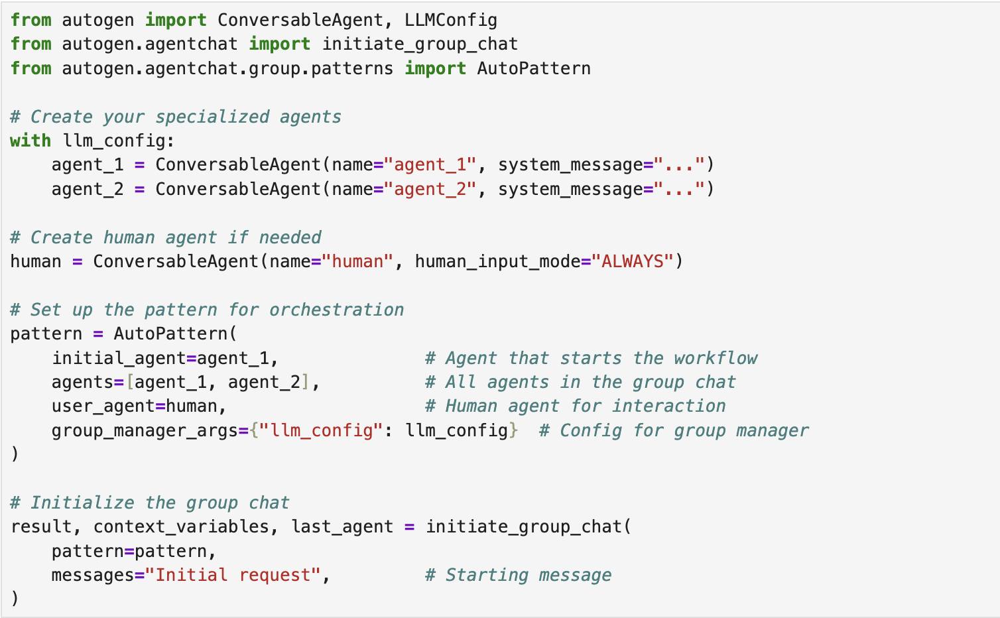 from autogen import ConversableAgent, LLMConfig
from autogen.agentchat import initiate_group_chat
from autogen.agentchat.group.patterns import AutoPattern

# Create your specialized agents
with llm_config:
    agent_1 = ConversableAgent(name="agent_1", system_message="...")
    agent_2 = ConversableAgent(name="agent_2", system_message="...")

# Create human agent if needed
human = ConversableAgent(name="human", human_input_mode="ALWAYS")

# Set up the pattern for orchestration
pattern = AutoPattern(
    initial_agent=agent_1,              # Agent that starts the workflow
    agents=[agent_1, agent_2],          # All agents in the group chat
    user_agent=human,                   # Human agent for interaction
    group_manager_args={"llm_config": llm_config}  # Config for group manager
)

# Initialize the group chat
result, context_variables, last_agent = initiate_group_chat(
    pattern=pattern,
    messages="Initial request",         # Starting message
)